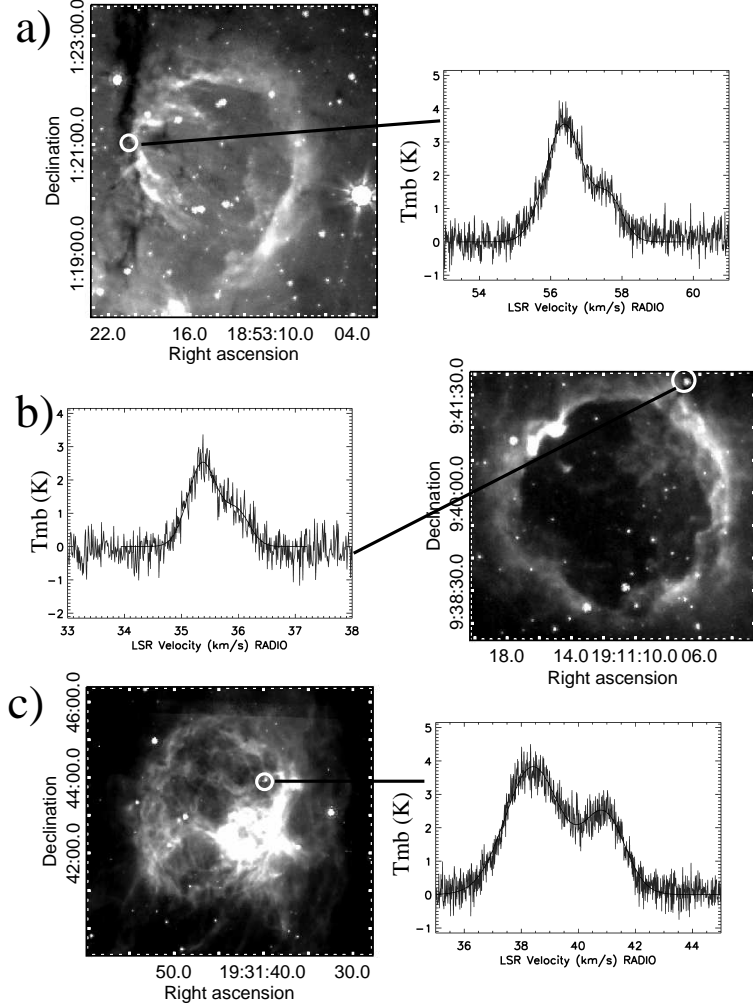 a)
Declination
1:23:00.0
1:21:00.0
1:19:00.0
22.0 16.0 18:53:10.0 04.0
Right ascension
Tmb (K)
5
4
3
2
1
0
−1
54 56 58 60
LSR Velocity (km/s) RADIO
b)
Tmb (K)
4
3
2
1
0
−1
−2
33 34 35 36 37 38
LSR Velocity (km/s) RADIO
Declination
9:41:30.0
9:40:00.0
9:38:30.0
18.0 14.0 19:11:10.0 06.0
Right ascension
c)
Declination
46:00.0
44:00.0
42:00.0
50.0 19:31:40.0 30.0
Right ascension
Tmb (K)
5
4
3
2
1
0
−1
36 38 40 42 44
LSR Velocity (km/s) RADIO